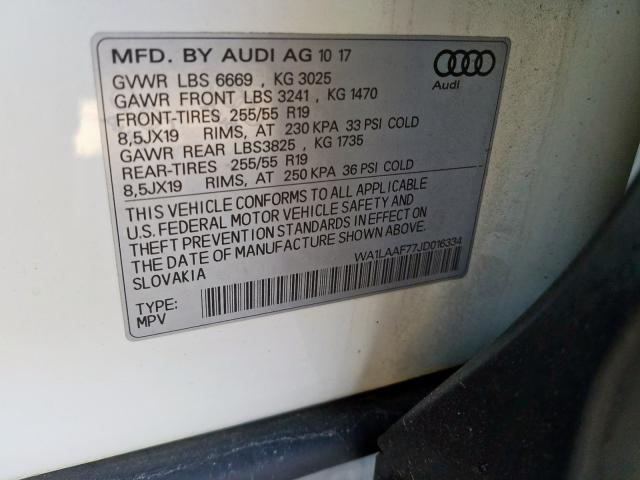 MFD. BY AUDI AG 10 17
GVWR LBS 6669 , KG 3025
GAWR FRONT LBS 3241 , KG 1470
FRONT-TIRES 255/55 R19
8,5JX19 RIMS, AT 230 KPA 33 PSI COLD
GAWR REAR LBS3825 , KG 1735
REAR-TIRES 255/55 R19
8,5JX19 RIMS, AT 250 KPA 36 PSI COLD
Audi
THIS VEHICLE CONFORMS TO ALL APPLICABLE
U.S. FEDERAL MOTOR VEHICLE SAFETY AND
THEFT PREVENTION STANDARDS IN EFFECT ON
THE DATE OF MANUFACTURE SHOWN ABOVE.
SLOVAKIA
WA1LAAF77JD016334
TYPE:
MPV